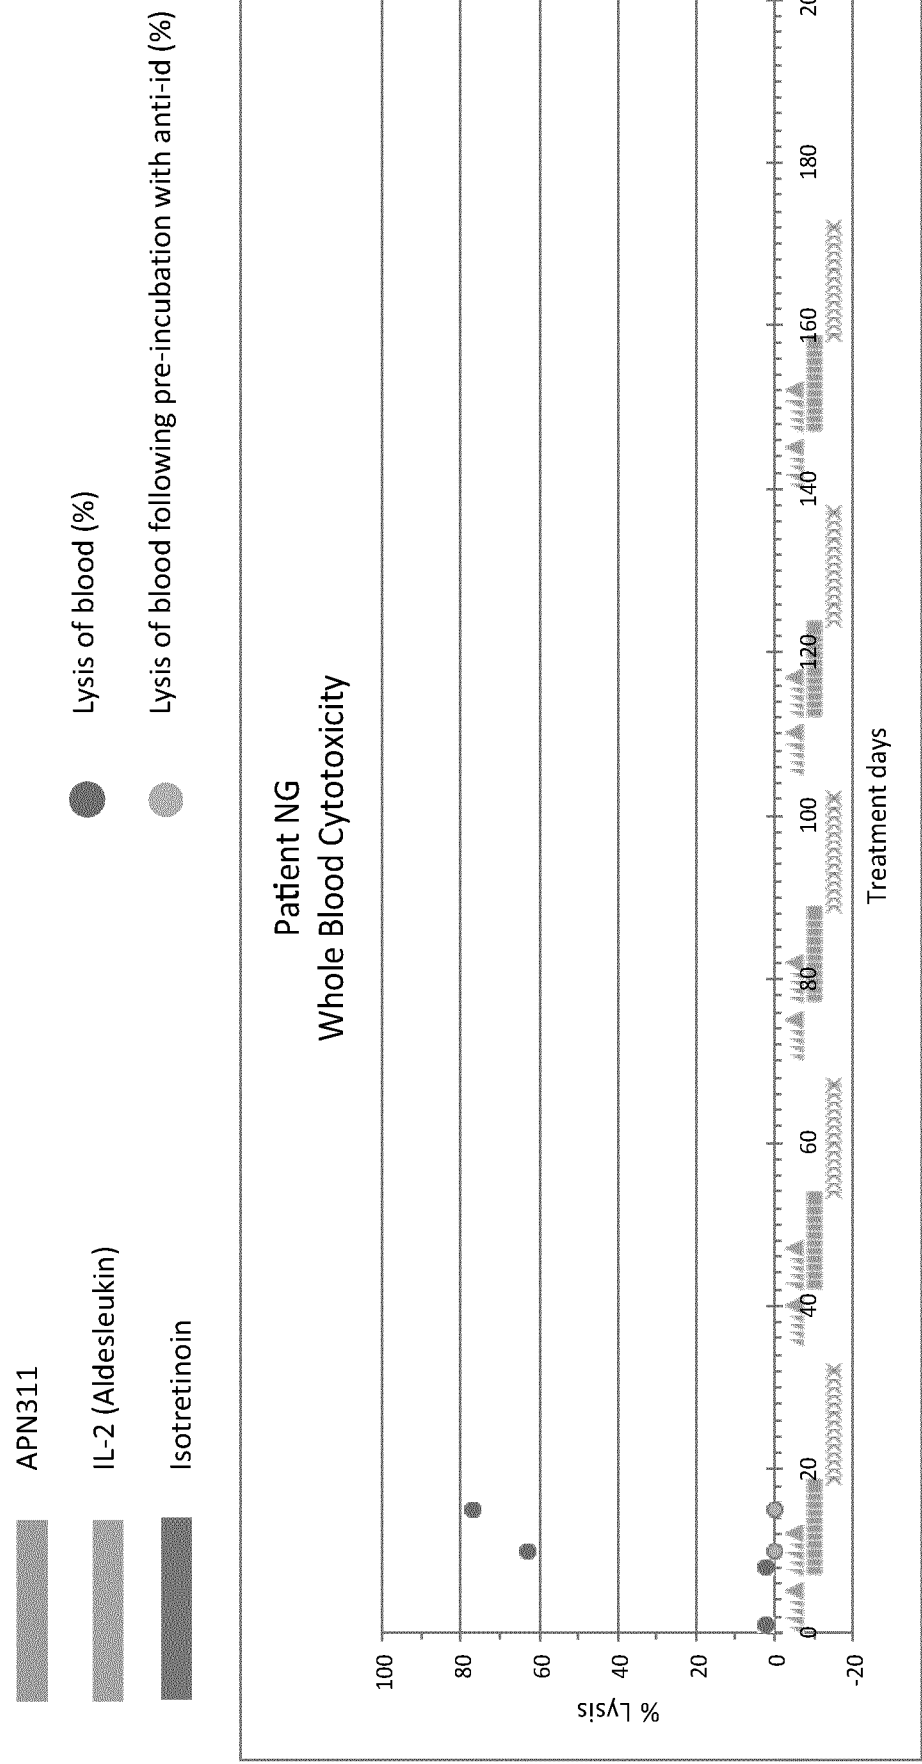 APN311
IL-2 (Aldesleukin)
Isotretinoin
Lysis of blood (%)
Lysis of blood following pre-incubation with anti-id (%)
Patient NG
Whole Blood Cytotoxicity
% Lysis
100
80
60
40
20
0
-20
0
20
40
60
80
100
120
140
160
180
20
Treatment days